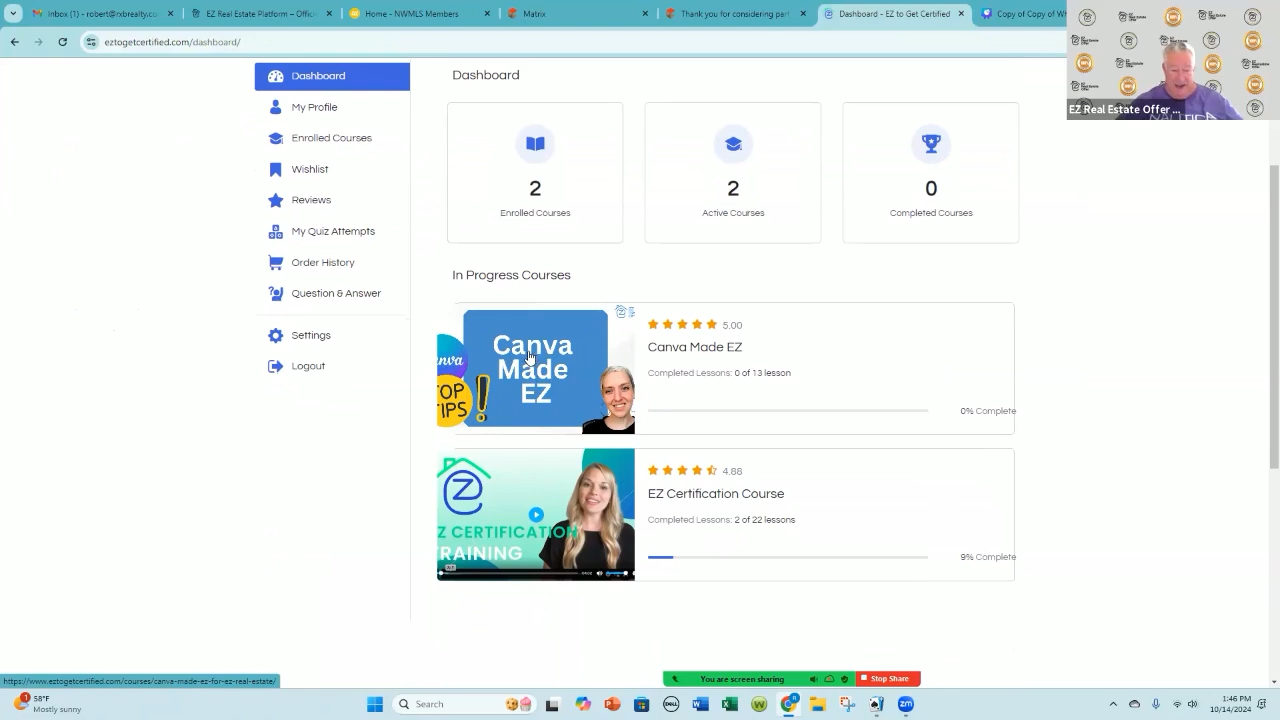 Inbox (1) - robert@rxbrealty.co
EZ Real Estate Platform – Office
Home - NWMLS Members
Matrix
Thank you for considering part
Dashboard - EZ to Get Certified
Copy of Copy of W
eztogetcertified.com/dashboard/
EZ Real Estate Offer ...
Dashboard
My Profile
Enrolled Courses
Wishlist
Reviews
My Quiz Attempts
Order History
Question & Answer
Settings
Logout
Dashboard
2
Enrolled Courses
2
Active Courses
0
Completed Courses
In Progress Courses
Canva
Made
EZ
TOP
TIPS
5.00
Canva Made EZ
Completed Lessons: 0 of 13 lesson
0% Complete
Z CERTIFICATION
RAINING
4.88
EZ Certification Course
Completed Lessons: 2 of 22 lessons
9% Complete
https://www.eztogetcertified.com/courses/canva-made-ez-for-ez-real-estate/
You are screen sharing
Stop Share
1
58°F
Mostly sunny
Search
DELL
zm
1:46 PM
10/14/2024